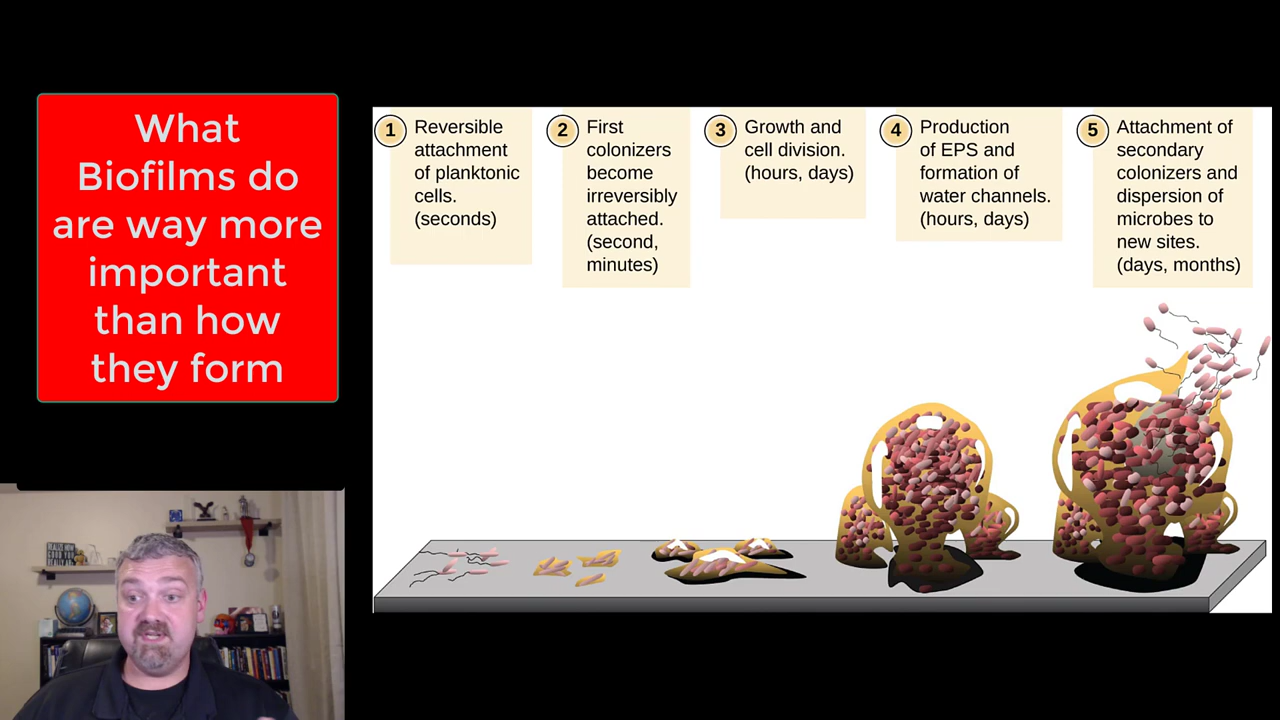 What
Biofilms do
are way more
important
than how
they form
1
Reversible
attachment
of planktonic
cells.
(seconds)
2
First
colonizers
become
irreversibly
attached.
(second,
minutes)
3
Growth and
cell division.
(hours, days)
4
Production
of EPS and
formation of
water channels.
(hours, days)
5
Attachment of
secondary
colonizers and
dispersion of
microbes to
new sites.
(days, months)